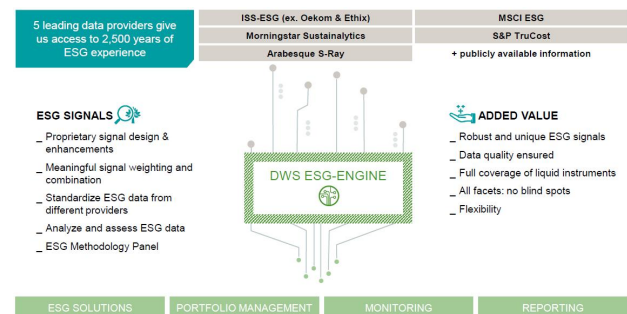 5 leading data providers give
us access to 2,500 years of
ESG experience
ISS-ESG (ex. Oekom & Ethix)
MSCI ESG
Morningstar Sustainalytics
S&P TruCost
Arabesque S-Ray
+ publicly available information
ESG SIGNALS
_ Proprietary signal design &
enhancements
_ Meaningful signal weighting and
combination
_ Standardize ESG data from
different providers
_ Analyze and assess ESG data
_ ESG Methodology Panel
DWS ESG-ENGINE
ADDED VALUE
_ Robust and unique ESG signals
_ Data quality ensured
_ Full coverage of liquid instruments
_ All facets: no blind spots
_ Flexibility
ESG SOLUTIONS
PORTFOLIO MANAGEMENT
MONITORING
REPORTING